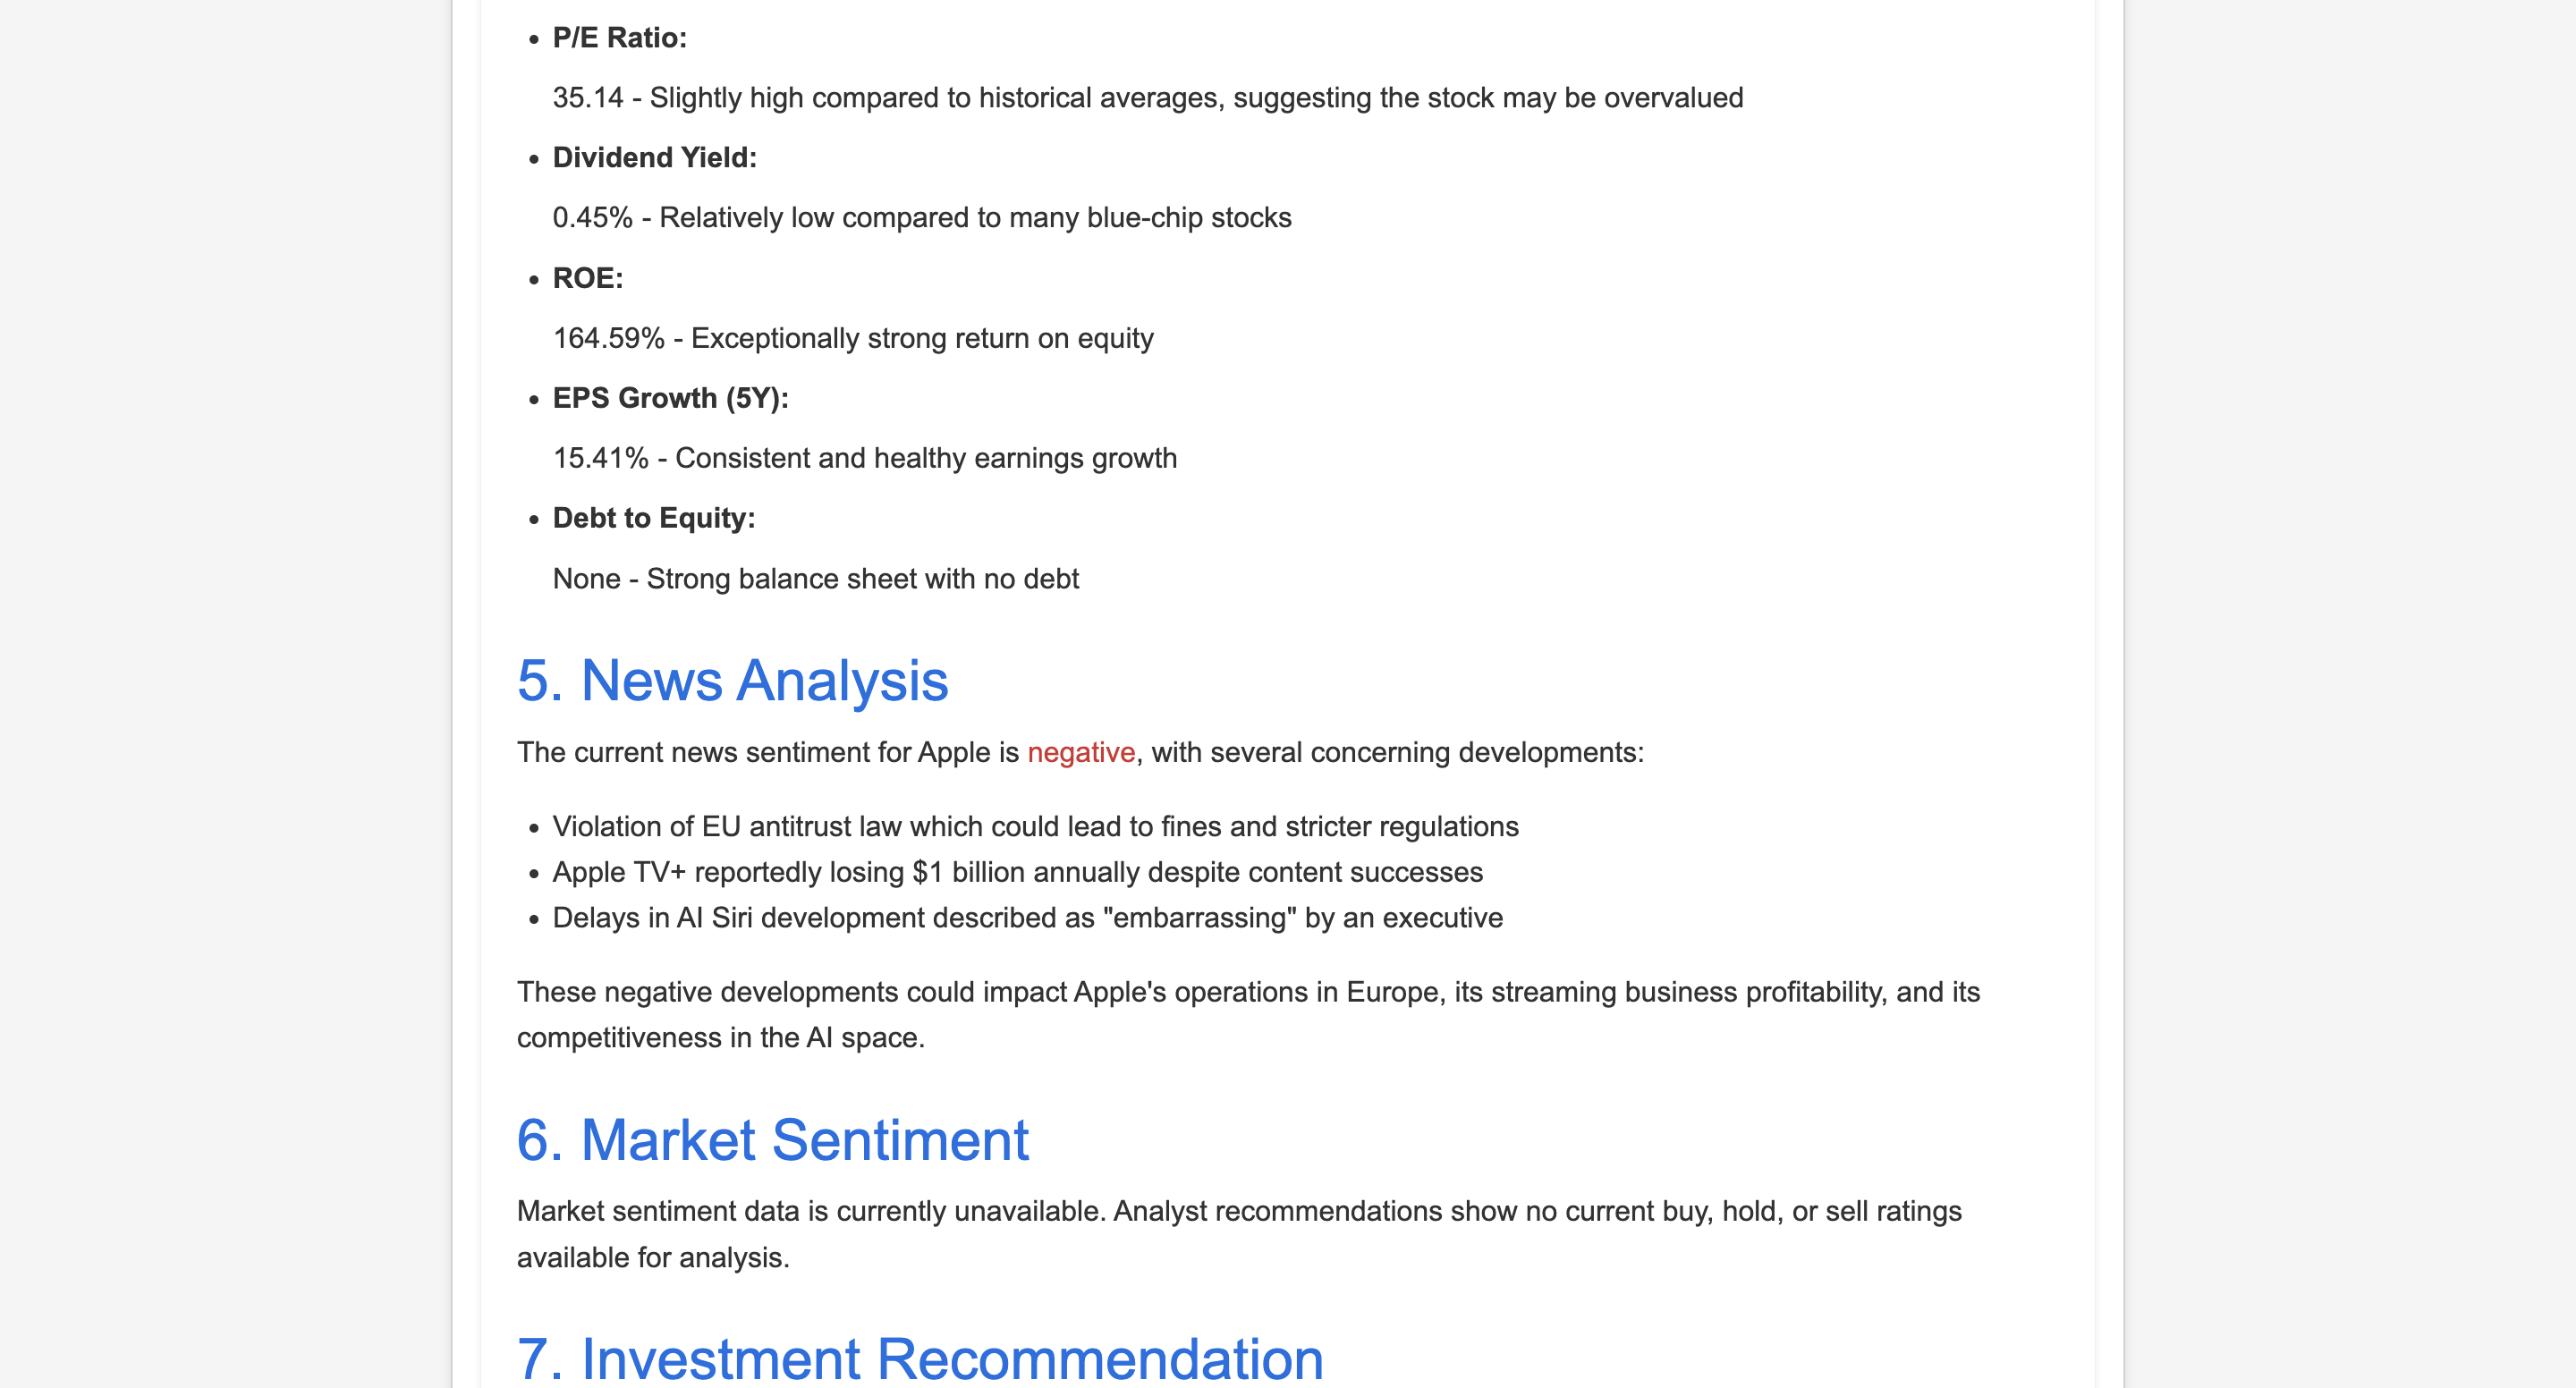 • P/E Ratio:
35.14 - Slightly high compared to historical averages, suggesting the stock may be overvalued
• Dividend Yield:
0.45% - Relatively low compared to many blue-chip stocks
• ROE:
164.59% - Exceptionally strong return on equity
• EPS Growth (5Y):
15.41% - Consistent and healthy earnings growth
• Debt to Equity:
None - Strong balance sheet with no debt
5. News Analysis
The current news sentiment for Apple is negative, with several concerning developments:
• Violation of EU antitrust law which could lead to fines and stricter regulations
• Apple TV+ reportedly losing $1 billion annually despite content successes
• Delays in AI Siri development described as "embarrassing" by an executive
These negative developments could impact Apple's operations in Europe, its streaming business profitability, and its
competitiveness in the AI space.
6. Market Sentiment
Market sentiment data is currently unavailable. Analyst recommendations show no current buy, hold, or sell ratings
available for analysis.
7. Investment Recommendation